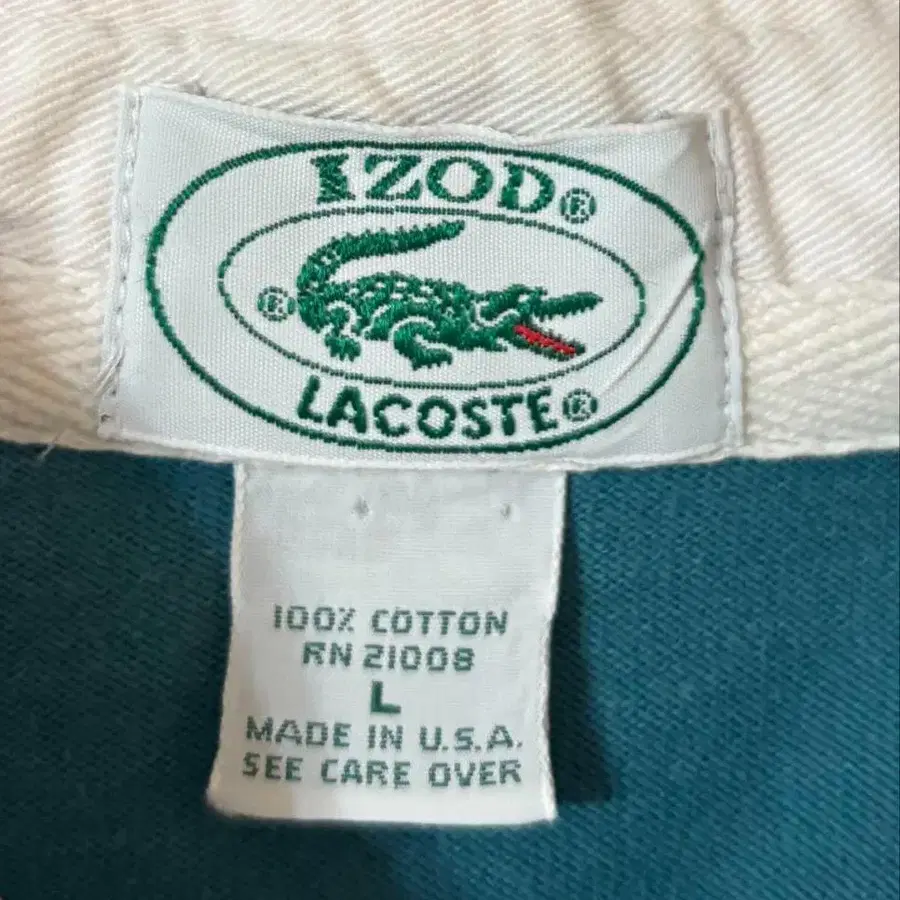 IZOD®
®
LACOSTE®
100% COTTON
RN 21008
L
MADE IN U.S.A.
SEE CARE OVER